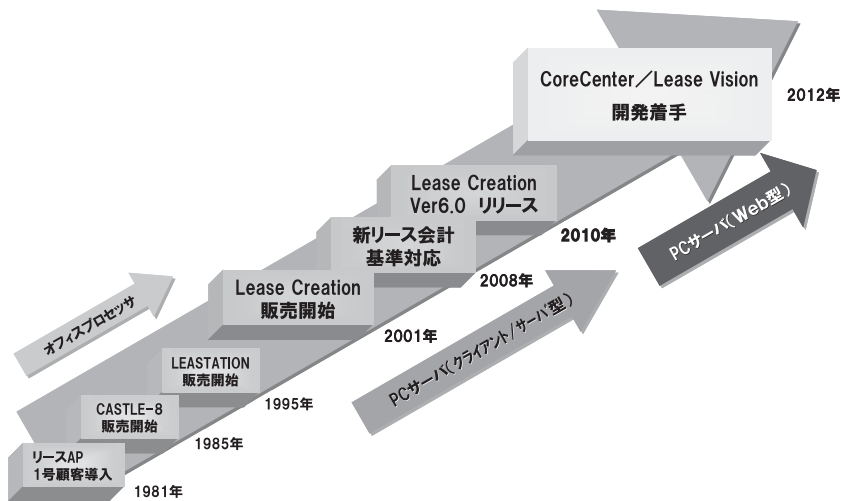 CoreCenter／Lease Vision
開発着手
2012年
Lease Creation
Ver6.0 リリース
2010年
PCサーバ（Web型）
新リース会計
基準対応
2008年
Lease Creation
販売開始
2001年
PCサーバ（クライアント/サーバ型）
オフィスプロセッサ
LEASTATION
販売開始
1995年
CASTLE-8
販売開始
1985年
リースAP
1号顧客導入
1981年